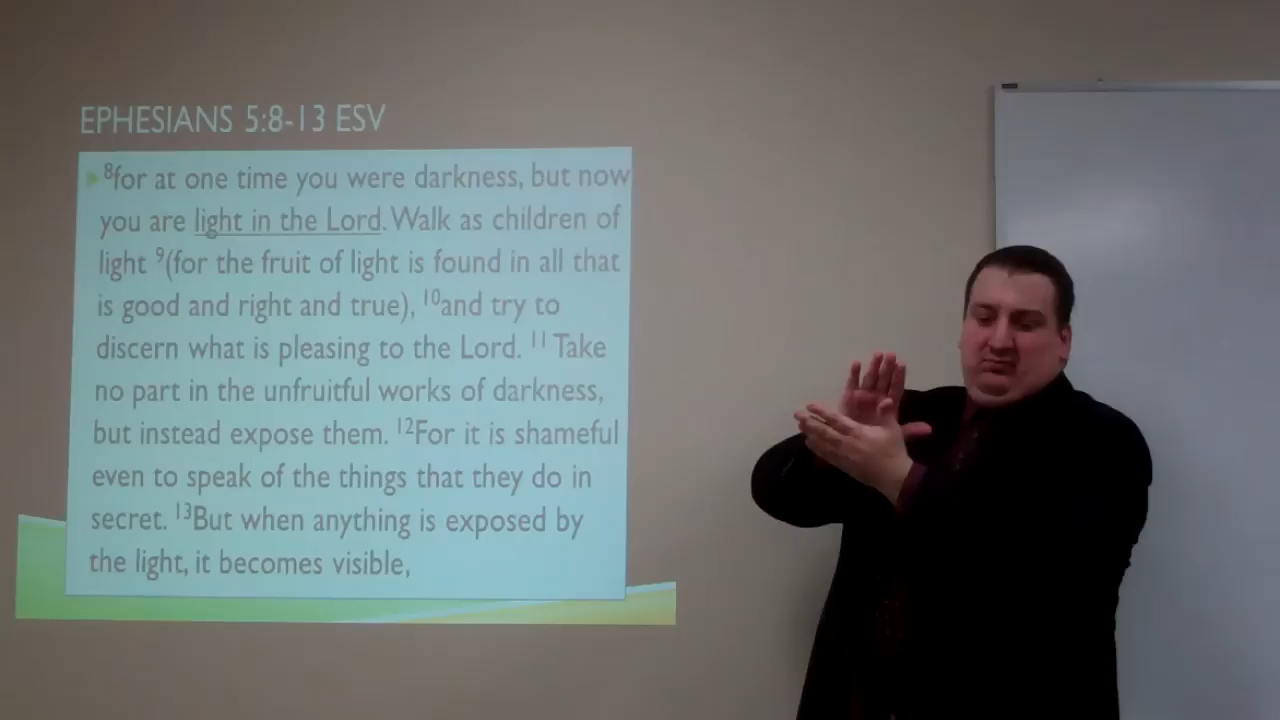 EPHESIANS 5:8-13 ESV
⁸for at one time you were darkness, but now
you are light in the Lord. Walk as children of
light ⁹(for the fruit of light is found in all that
is good and right and true), ¹⁰and try to
discern what is pleasing to the Lord. ¹¹ Take
no part in the unfruitful works of darkness,
but instead expose them. ¹²For it is shameful
even to speak of the things that they do in
secret. ¹³But when anything is exposed by
the light, it becomes visible,